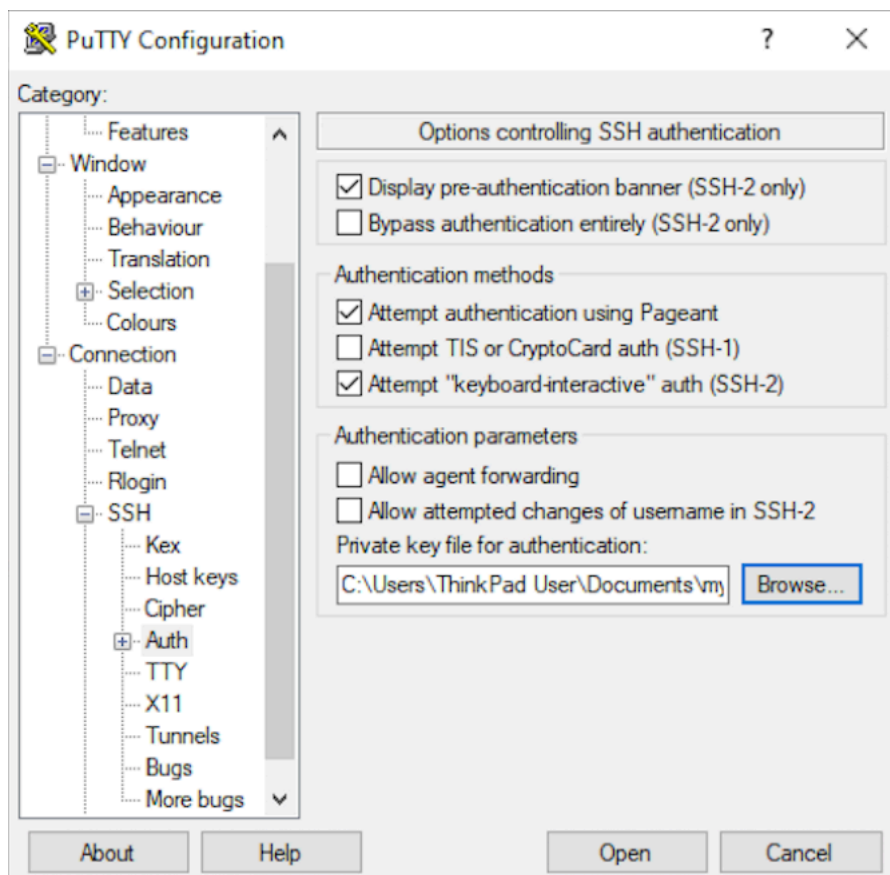 PuTTY Configuration
?
Category:
Features
Window
Appearance
Behaviour
Translation
Selection
Colours
Connection
Data
Proxy
Telnet
Rlogin
SSH
Kex
Host keys
Cipher
Auth
TTY
X11
Tunnels
Bugs
More bugs
Options controlling SSH authentication
Display pre-authentication banner (SSH-2 only)
Bypass authentication entirely (SSH-2 only)
Authentication methods
Attempt authentication using Pageant
Attempt TIS or CryptoCard auth (SSH-1)
Attempt "keyboard-interactive" auth (SSH-2)
Authentication parameters
Allow agent forwarding
Allow attempted changes of username in SSH-2
Private key file for authentication:
C:\Users\ThinkPad User\Documents\my
Browse...
About
Help
Open
Cancel